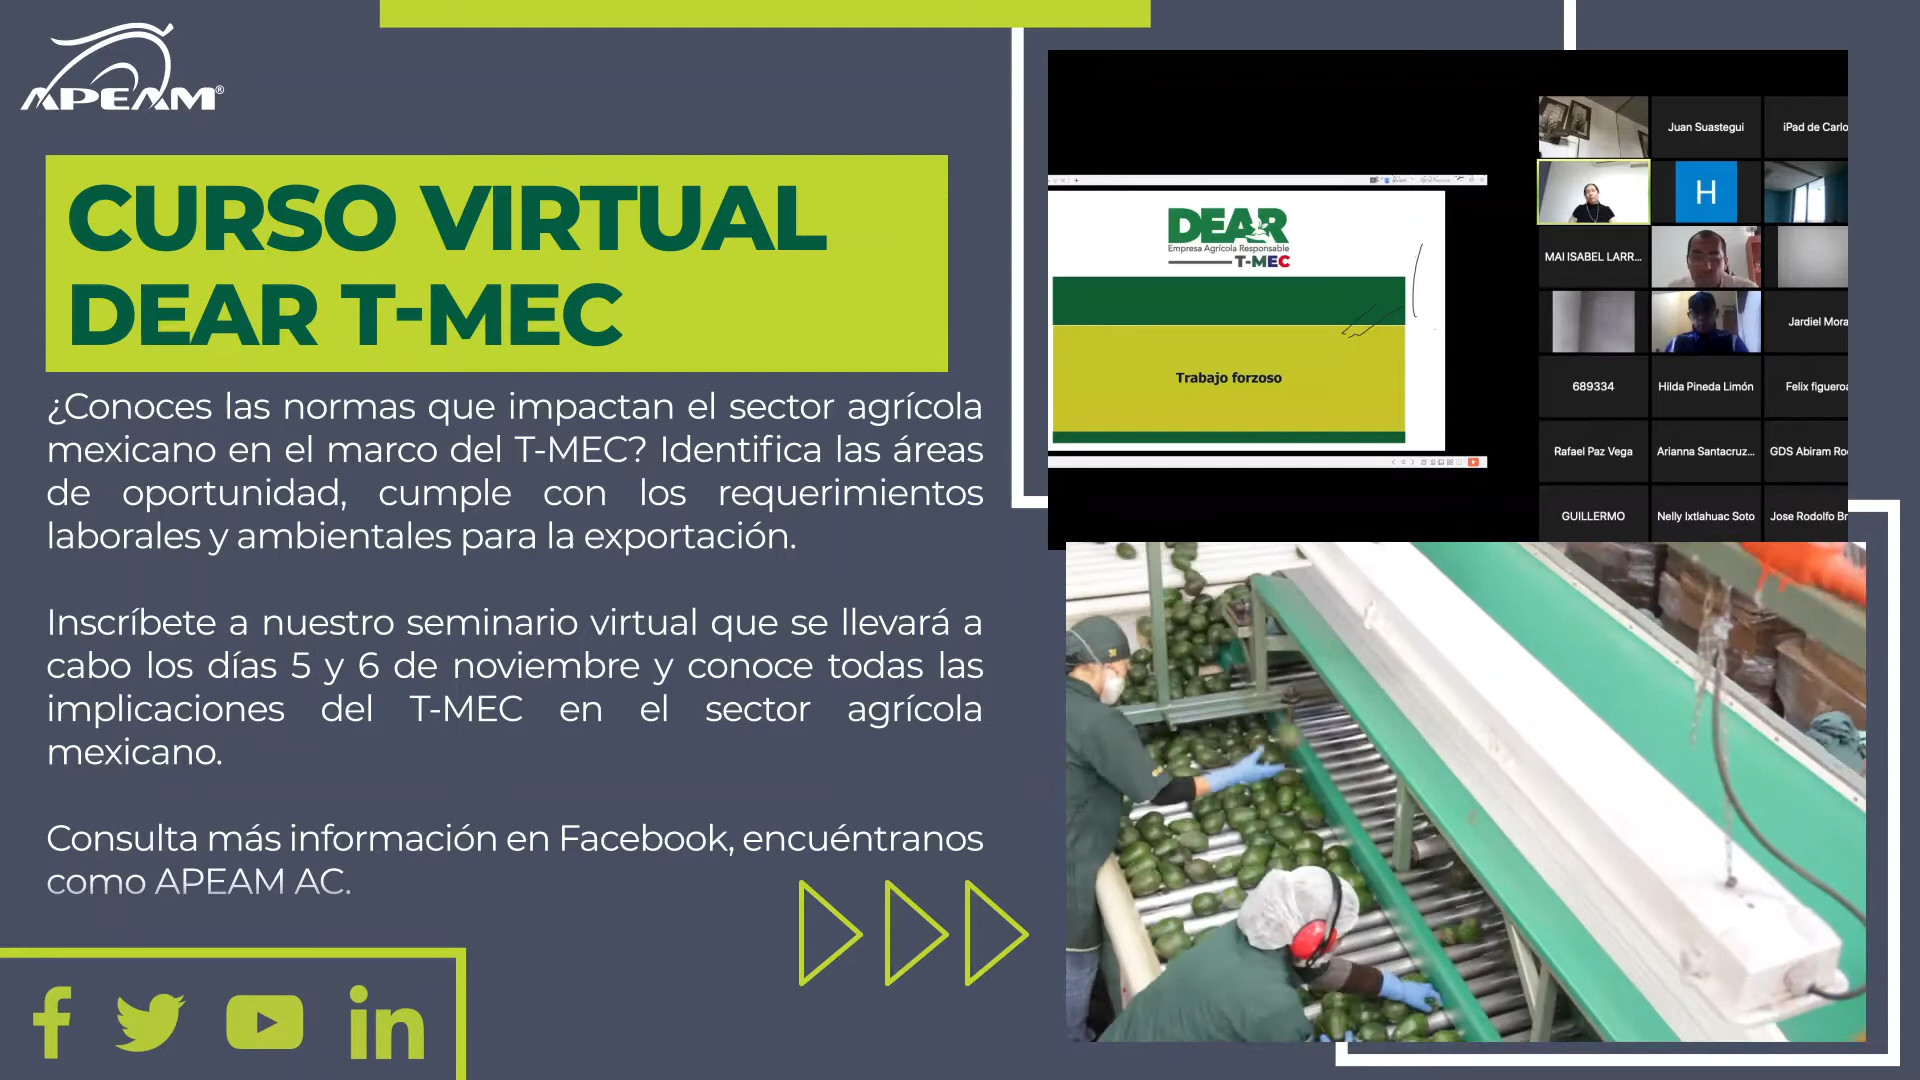 APEAM®
CURSO VIRTUAL
DEAR T-MEC
¿Conoces las normas que impactan el sector agrícola
mexicano en el marco del T-MEC? Identifica las áreas
de oportunidad, cumple con los requerimientos
laborales y ambientales para la exportación.
Inscríbete a nuestro seminario virtual que se llevará a
cabo los días 5 y 6 de noviembre y conoce todas las
implicaciones del T-MEC en el sector agrícola
mexicano.
Consulta más información en Facebook, encuéntranos
como APEAM AC.
DEAR
Empresa Agrícola Responsable
T-MEC
Trabajo forzoso
Juan Suastegui
iPad de Carlo
H
MAI ISABEL LARR...
Jardiel Mora
689334
Hilda Pineda Limón
Felix figueroa
Rafael Paz Vega
Arianna Santacruz...
GDS Abiram Ro
GUILLERMO
Nelly Ixtlahuac Soto
Jose Rodolfo Br